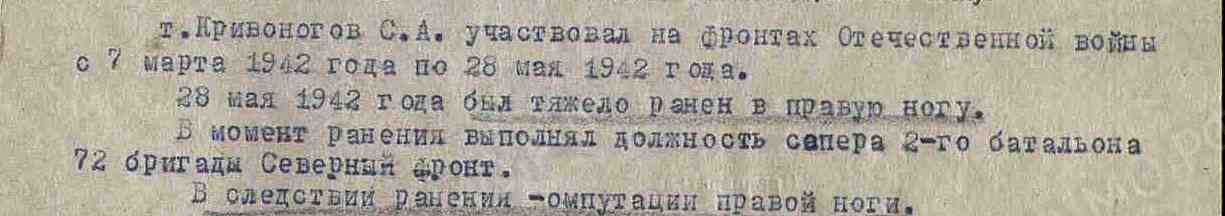 т.Кривоногов С.А. участвовал на фронтах Отечественной войны
с 7 марта 1942 года по 28 мая 1942 года.
28 мая 1942 года был тяжело ранен в правую ногу.
В момент ранения выполнял должность сапера 2-го батальона
72 бригады Северный фронт.
В следствии ранения -омпутации правой ноги.